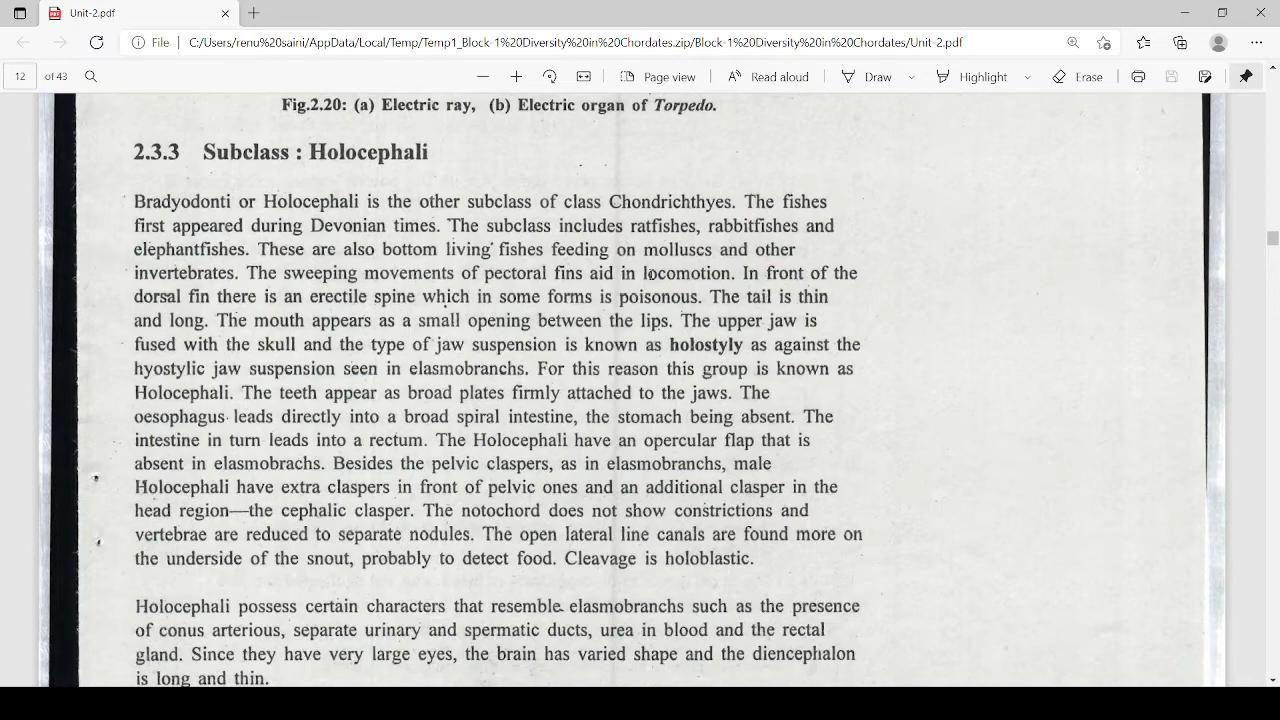 Unit-2.pdf
File C:/Users/renu%20saini/AppData/Local/Temp/Temp1_Block-1%20Diversity%20in%20Chordates.zip/Block-1%20Diversity%20in%20Chordates/Unit-2.pdf
12 of 43 Page view Read aloud Draw Highlight Erase
Fig.2.20: (a) Electric ray, (b) Electric organ of Torpedo.
2.3.3 Subclass : Holocephali
Bradyodonti or Holocephali is the other subclass of class Chondrichthyes. The fishes
first appeared during Devonian times. The subclass includes ratfishes, rabbitfishes and
elephantfishes. These are also bottom living fishes feeding on molluscs and other
invertebrates. The sweeping movements of pectoral fins aid in locomotion. In front of the
dorsal fin there is an erectile spine which in some forms is poisonous. The tail is thin
and long. The mouth appears as a small opening between the lips. The upper jaw is
fused with the skull and the type of jaw suspension is known as holostyly as against the
hyostylic jaw suspension seen in elasmobranchs. For this reason this group is known as
Holocephali. The teeth appear as broad plates firmly attached to the jaws. The
oesophagus leads directly into a broad spiral intestine, the stomach being absent. The
intestine in turn leads into a rectum. The Holocephali have an opercular flap that is
absent in elasmobrachs. Besides the pelvic claspers, as in elasmobranchs, male
Holocephali have extra claspers in front of pelvic ones and an additional clasper in the
head region—the cephalic clasper. The notochord does not show constrictions and
vertebrae are reduced to separate nodules. The open lateral line canals are found more on
the underside of the snout, probably to detect food. Cleavage is holoblastic.
Holocephali possess certain characters that resemble elasmobranchs such as the presence
of conus arterious, separate urinary and spermatic ducts, urea in blood and the rectal
gland. Since they have very large eyes, the brain has varied shape and the diencephalon
is long and thin.